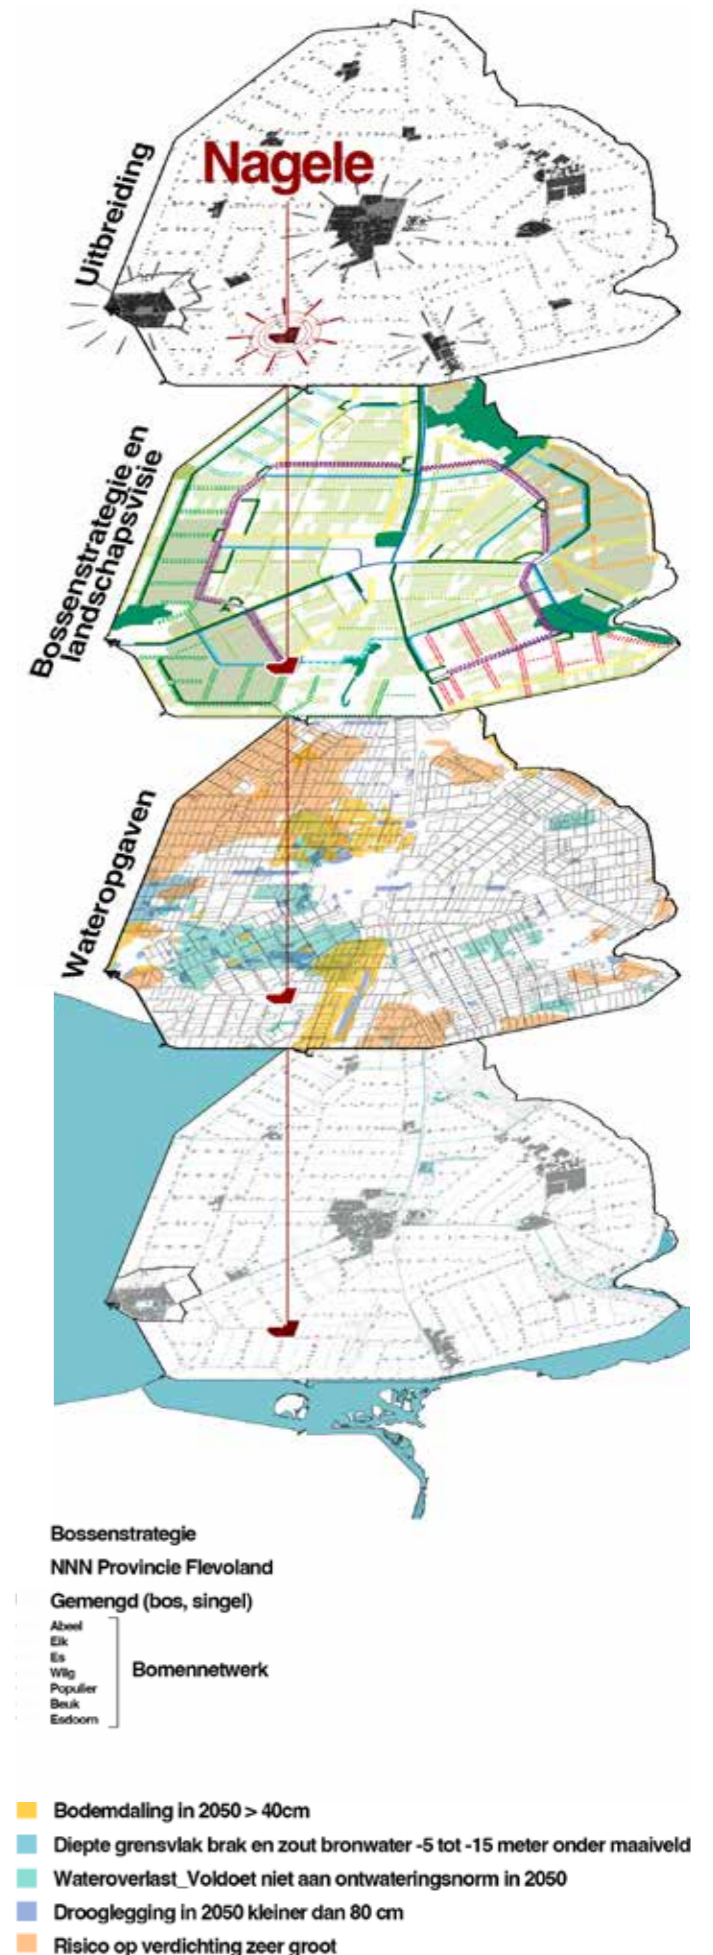 Nagele
Uitbreiding
Bossenstrategie en
landschapsvisie
Wateropgaven
Bossenstrategie
NNN Provincie Flevoland
Gemengd (bos, singel)
Abeel
Eik
Es
Wilg
Populier
Beuk
Esdoorn
Bomennetwerk
Bodemdaling in 2050 > 40cm
Diepte grensvlak brak en zout bronwater -5 tot -15 meter onder maaiveld
Wateroverlast_Voldoet niet aan ontwateringsnorm in 2050
Drooglegging in 2050 kleiner dan 80 cm
Risico op verdichting zeer groot